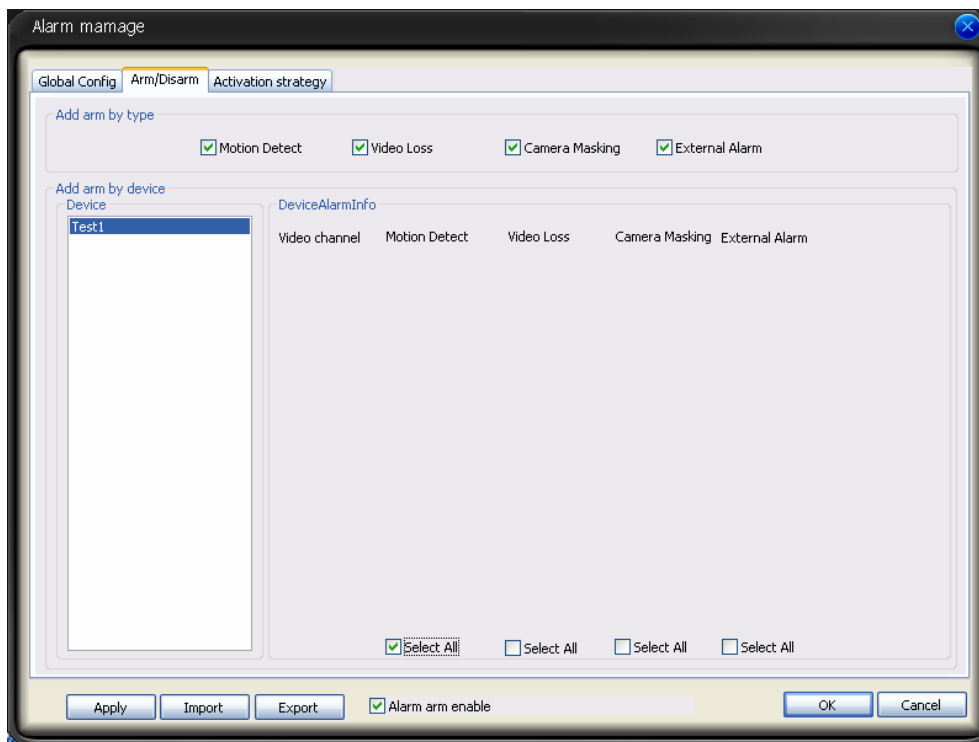 Alarm mamage
Global Config Arm/Disarm Activation strategy
Add arm by type
Motion Detect Video Loss Camera Masking External Alarm
Add arm by device
Device DeviceAlarmInfo
Test1
Video channel Motion Detect Video Loss Camera Masking External Alarm
Select All Select All Select All Select All
Apply Import Export Alarm arm enable OK Cancel